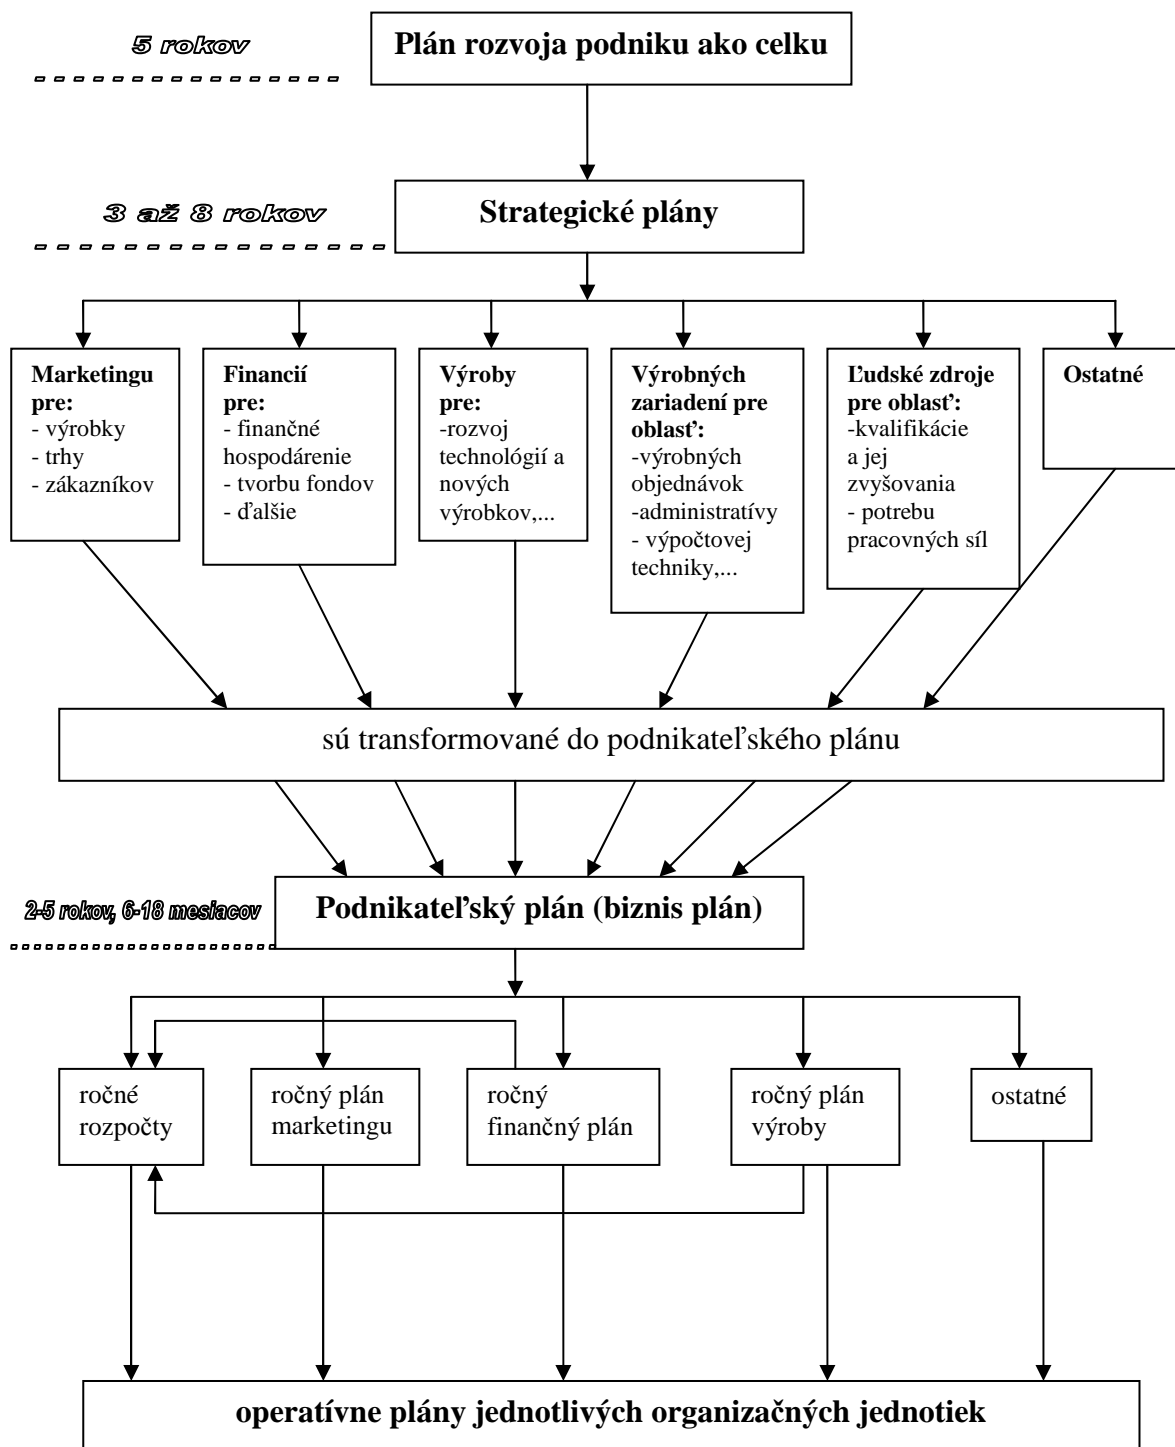 5 rokov
Plán rozvoja podniku ako celku
3 až 8 rokov
Strategické plány
Marketingu
pre:
- výrobky
- trhy
- zákazníkov
Financií
pre:
- finančné
hospodárenie
- tvorbu fondov
- ďalšie
Výroby
pre:
-rozvoj
technológií a
nových
výrobkov,...
Výrobných
zariadení pre
oblasť:
-výrobných
objednávok
-administratívy
- výpočtovej
techniky,...
Ľudské zdroje
pre oblasť:
-kvalifikácie
a jej
zvyšovania
- potrebu
pracovných síl
Ostatné
sú transformované do podnikateľského plánu
2-5 rokov, 6-18 mesiacov
Podnikateľský plán (biznis plán)
ročné
rozpočty
ročný plán
marketingu
ročný
finančný plán
ročný plán
výroby
ostatné
operatívne plány jednotlivých organizačných jednotiek